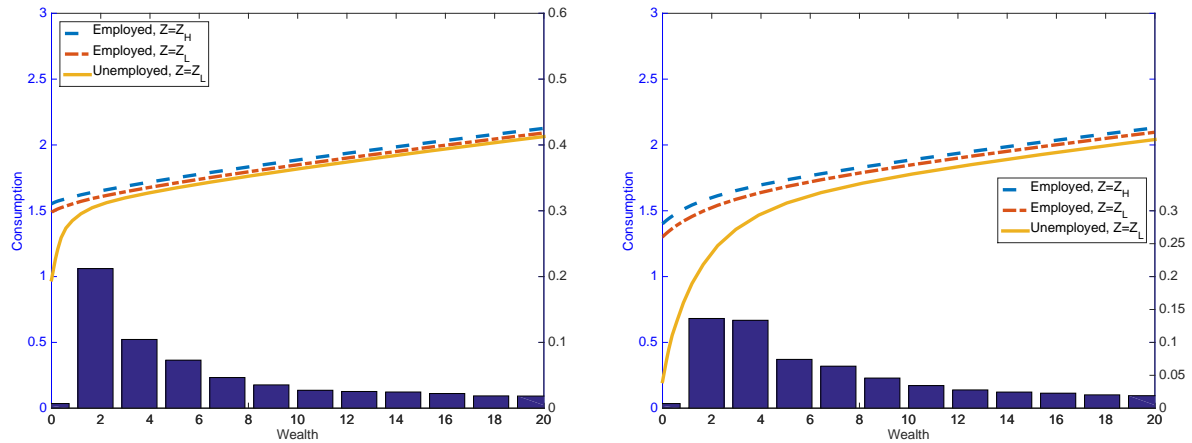 3
2.5
2
1.5
1
0.5
0
Consumption
Employed, Z=Z_H
Employed, Z=Z_L
Unemployed, Z=Z_L
0.6
0.5
0.4
0.3
0.2
0.1
0
0 2 4 6 8 10 12 14 16 18 20
Wealth
3
2.5
2
1.5
1
0.5
0
Consumption
Employed, Z=Z_H
Employed, Z=Z_L
Unemployed, Z=Z_L
0.3
0.25
0.2
0.15
0.1
0.05
0
0 2 4 6 8 10 12 14 16 18 20
Wealth